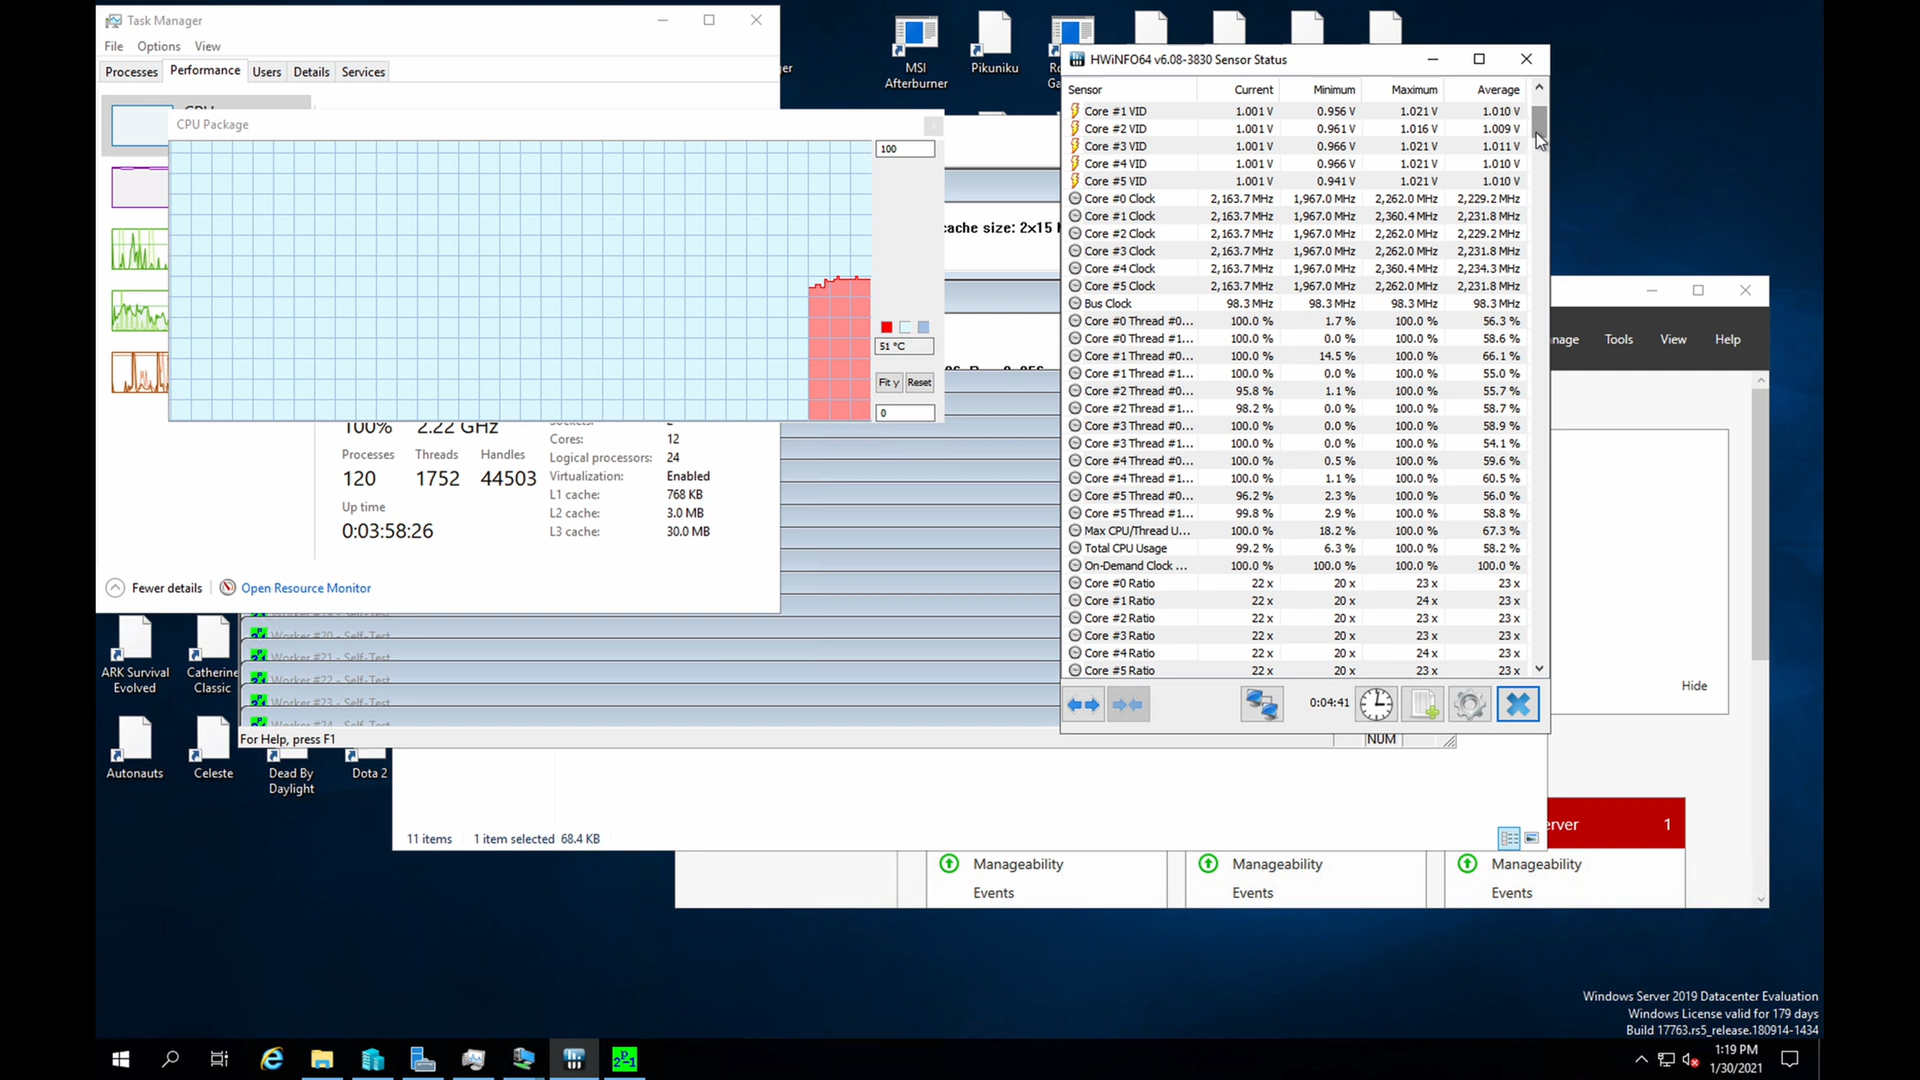 Task Manager
File Options View
Processes Performance Users Details Services
CPU Package
100
51 °C
Fit y Reset
0
100% 2.22 GHz
Processes Threads Handles
120 1752 44503
Up time
0:03:58:26
Cores: 12
Logical processors: 24
Virtualization: Enabled
L1 cache: 768 KB
L2 cache: 3.0 MB
L3 cache: 30.0 MB
Fewer details Open Resource Monitor
MSI Afterburner
Pikuniku
cache size: 2x15
HWiNFO64 v6.08-3830 Sensor Status
Sensor Current Minimum Maximum Average
Core #1 VID 1.001 V 0.956 V 1.021 V 1.010 V
Core #2 VID 1.001 V 0.961 V 1.016 V 1.009 V
Core #3 VID 1.001 V 0.966 V 1.021 V 1.011 V
Core #4 VID 1.001 V 0.966 V 1.021 V 1.010 V
Core #5 VID 1.001 V 0.941 V 1.021 V 1.010 V
Core #0 Clock 2,163.7 MHz 1,967.0 MHz 2,262.0 MHz 2,229.2 MHz
Core #1 Clock 2,163.7 MHz 1,967.0 MHz 2,360.4 MHz 2,231.8 MHz
Core #2 Clock 2,163.7 MHz 1,967.0 MHz 2,262.0 MHz 2,229.2 MHz
Core #3 Clock 2,163.7 MHz 1,967.0 MHz 2,262.0 MHz 2,231.8 MHz
Core #4 Clock 2,163.7 MHz 1,967.0 MHz 2,360.4 MHz 2,234.3 MHz
Core #5 Clock 2,163.7 MHz 1,967.0 MHz 2,262.0 MHz 2,231.8 MHz
Bus Clock 98.3 MHz 98.3 MHz 98.3 MHz 98.3 MHz
Core #0 Thread #0... 100.0 % 1.7 % 100.0 % 56.3 %
Core #0 Thread #1... 100.0 % 0.0 % 100.0 % 58.6 %
Core #1 Thread #0... 100.0 % 14.5 % 100.0 % 66.1 %
Core #1 Thread #1... 100.0 % 0.0 % 100.0 % 55.0 %
Core #2 Thread #0... 95.8 % 1.1 % 100.0 % 55.7 %
Core #2 Thread #1... 98.2 % 0.0 % 100.0 % 58.7 %
Core #3 Thread #0... 100.0 % 0.0 % 100.0 % 58.9 %
Core #3 Thread #1... 100.0 % 0.0 % 100.0 % 54.1 %
Core #4 Thread #0... 100.0 % 0.5 % 100.0 % 59.6 %
Core #4 Thread #1... 100.0 % 1.1 % 100.0 % 60.5 %
Core #5 Thread #0... 96.2 % 2.3 % 100.0 % 56.0 %
Core #5 Thread #1... 99.8 % 2.9 % 100.0 % 58.8 %
Max CPU/Thread U... 100.0 % 18.2 % 100.0 % 67.3 %
Total CPU Usage 99.2 % 6.3 % 100.0 % 58.2 %
On-Demand Clock ... 100.0 % 100.0 % 100.0 % 100.0 %
Core #0 Ratio 22 x 20 x 23 x 23 x
Core #1 Ratio 22 x 20 x 24 x 23 x
Core #2 Ratio 22 x 20 x 23 x 23 x
Core #3 Ratio 22 x 20 x 23 x 23 x
Core #4 Ratio 22 x 20 x 24 x 23 x
Core #5 Ratio 22 x 20 x 23 x 23 x
0:04:41
nage Tools View Help
Hide
Worker #20 - Self-Test
Worker #21 - Self-Test
Worker #22 - Self-Test
Worker #23 - Self-Test
Worker #24 - Self-Test
For Help, press F1
NUM
ARK Survival Evolved
Catherine Classic
Autonauts
Celeste
Dead By Daylight
Dota 2
11 items 1 item selected 68.4 KB
erver 1
Manageability Manageability Manageability
Events Events Events
Windows Server 2019 Datacenter Evaluation
Windows License valid for 179 days
Build 17763.rs5_release.180914-1434
1:19 PM
1/30/2021